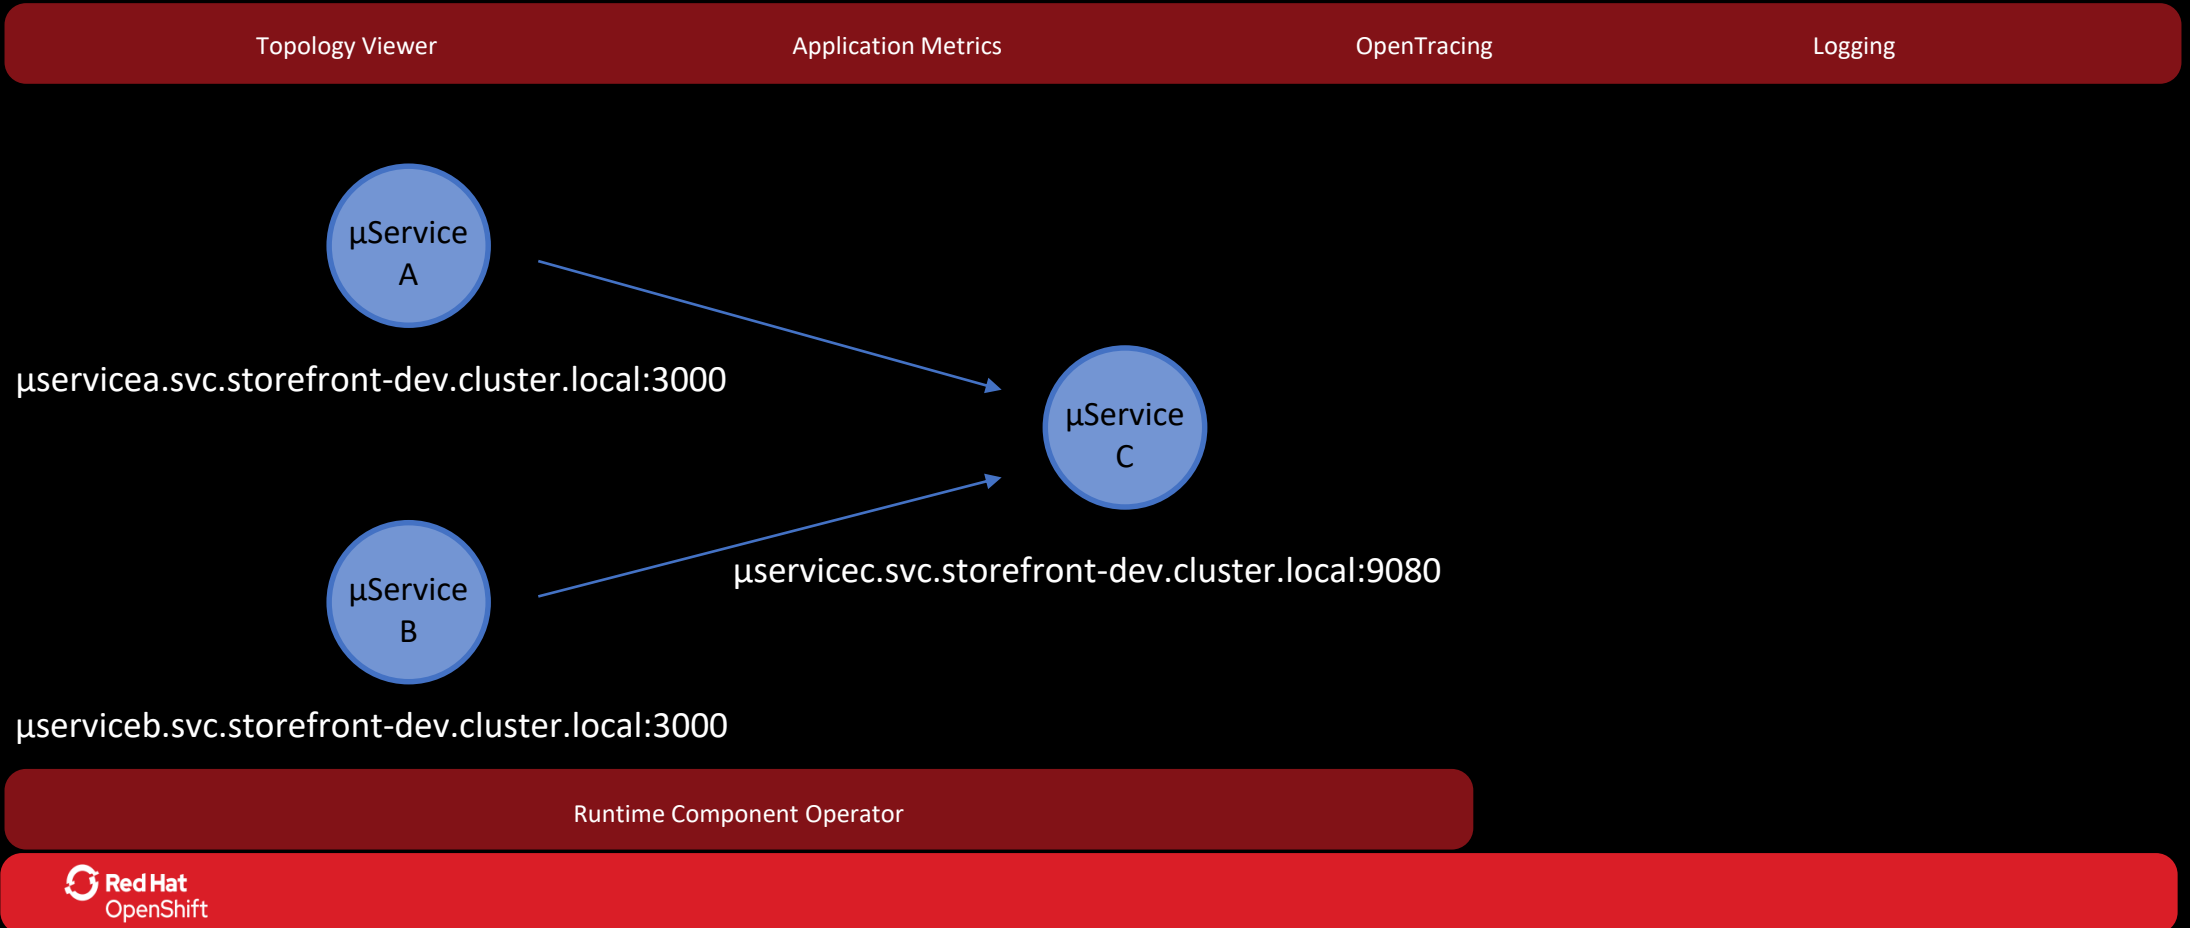 Topology Viewer
Application Metrics
OpenTracing
Logging
µService
A
µservicea.svc.storefront-dev.cluster.local:3000
µService
C
µservicec.svc.storefront-dev.cluster.local:9080
µService
B
µserviceb.svc.storefront-dev.cluster.local:3000
Runtime Component Operator
Red Hat
OpenShift